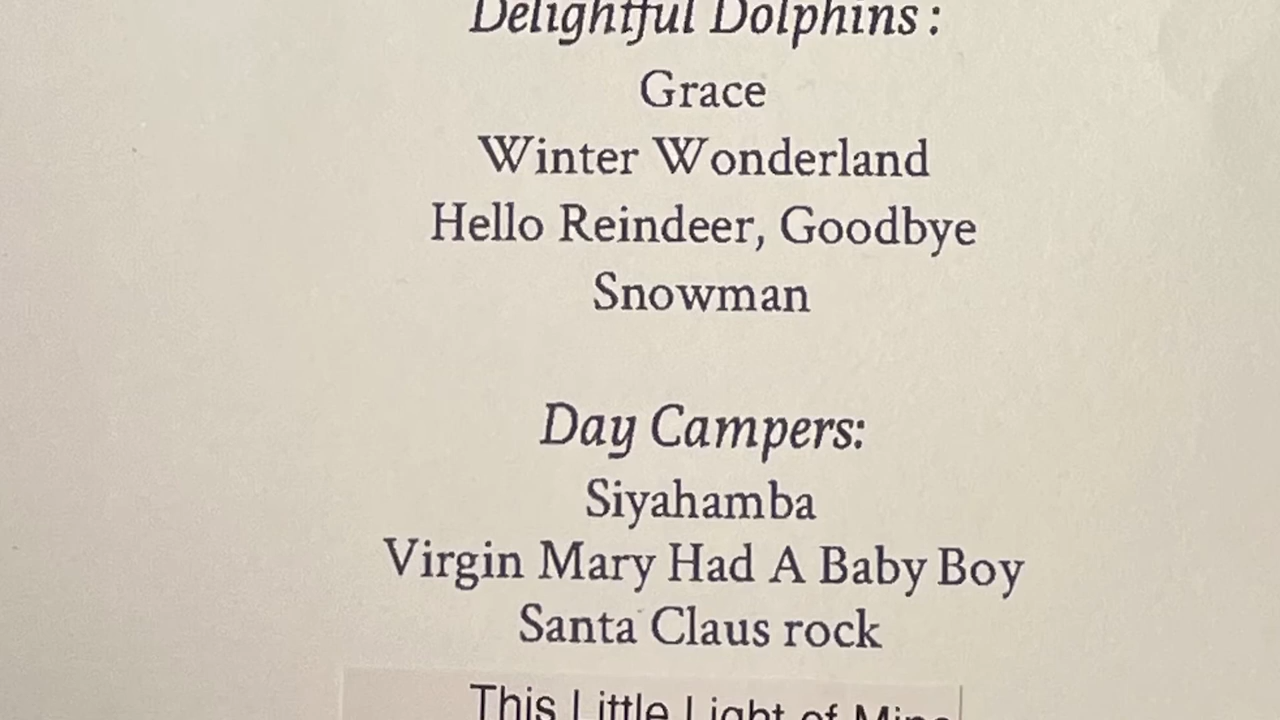 Delightful Dolphins :
Grace
Winter Wonderland
Hello Reindeer, Goodbye
Snowman
Day Campers:
Siyahamba
Virgin Mary Had A Baby Boy
Santa Claus rock
This Little Light of Mine